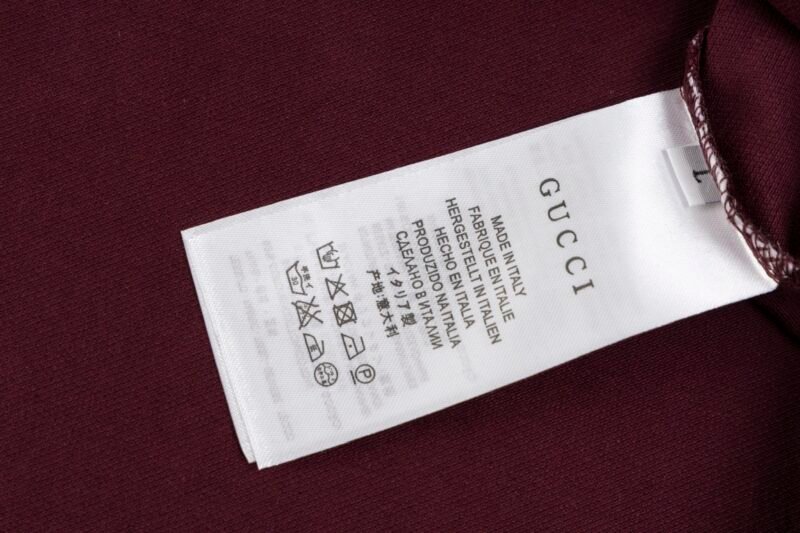 GUCCI
MADE IN ITALY
FABRIQUE EN ITALIE
HERGESTELLT IN ITALIEN
HECHO EN ITALIA
PRODUZIDO NA ITALIA
СДЕЛАНО В ИТАЛИИ
イタリア製
产地:意大利
P
L